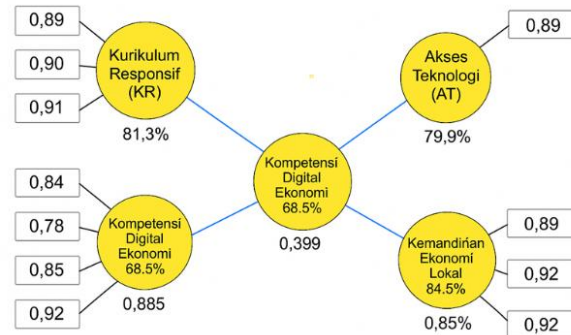 0,89
0,90
0,91
Kurikulum
Responsif
(KR)
81,3%
Akses
Teknologi
(AT)
79,9%
0,89
Kompetensi
Digital
Ekonomi
68.5%
0,399
0,84
0,78
0,85
0,92
Kompetensi
Digital
Ekonomi
68.5%
0,885
Kemandiŕian
Ekonomi
Lokal
84.5%
0,85%
0,89
0,92
0,92